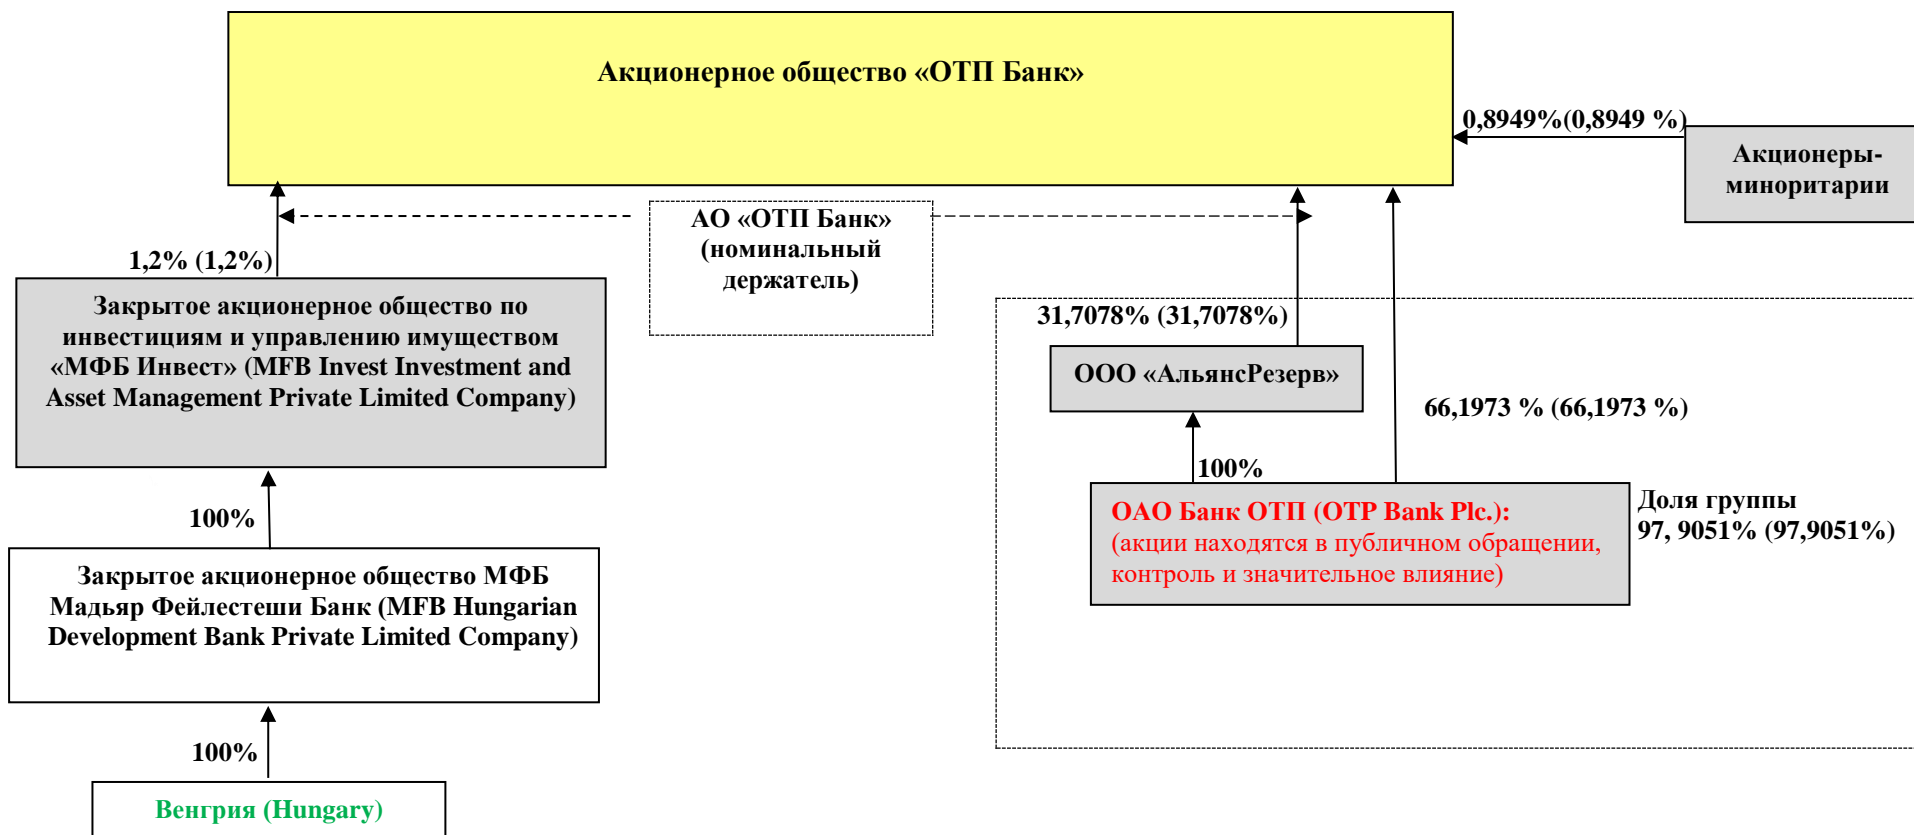 Акционерное общество «ОТП Банк»
0,8949%(0,8949 %)
Акционеры-
миноритарии
АО «ОТП Банк»
(номинальный
держатель)
1,2% (1,2%)
Закрытое акционерное общество по
инвестициям и управлению имуществом
«МФБ Инвест» (MFB Invest Investment and
Asset Management Private Limited Company)
31,7078% (31,7078%)
ООО «АльянсРезерв»
66,1973 % (66,1973 %)
100%
ОАО Банк ОТП (OTP Bank Plc.):
(акции находятся в публичном обращении,
контроль и значительное влияние)
Доля группы
97, 9051% (97,9051%)
100%
Закрытое акционерное общество МФБ
Мадьяр Фейлестеши Банк (MFB Hungarian
Development Bank Private Limited Company)
100%
Венгрия (Hungary)